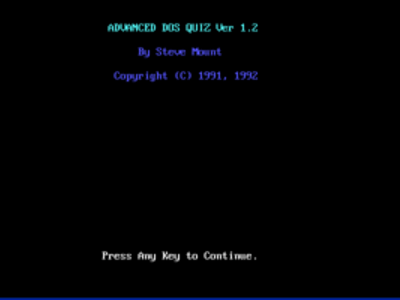 ADVANCED DOS QUIZ Ver 1.2
By Steve Mount
Copyright (C) 1991, 1992
Press Any Key to Continue.